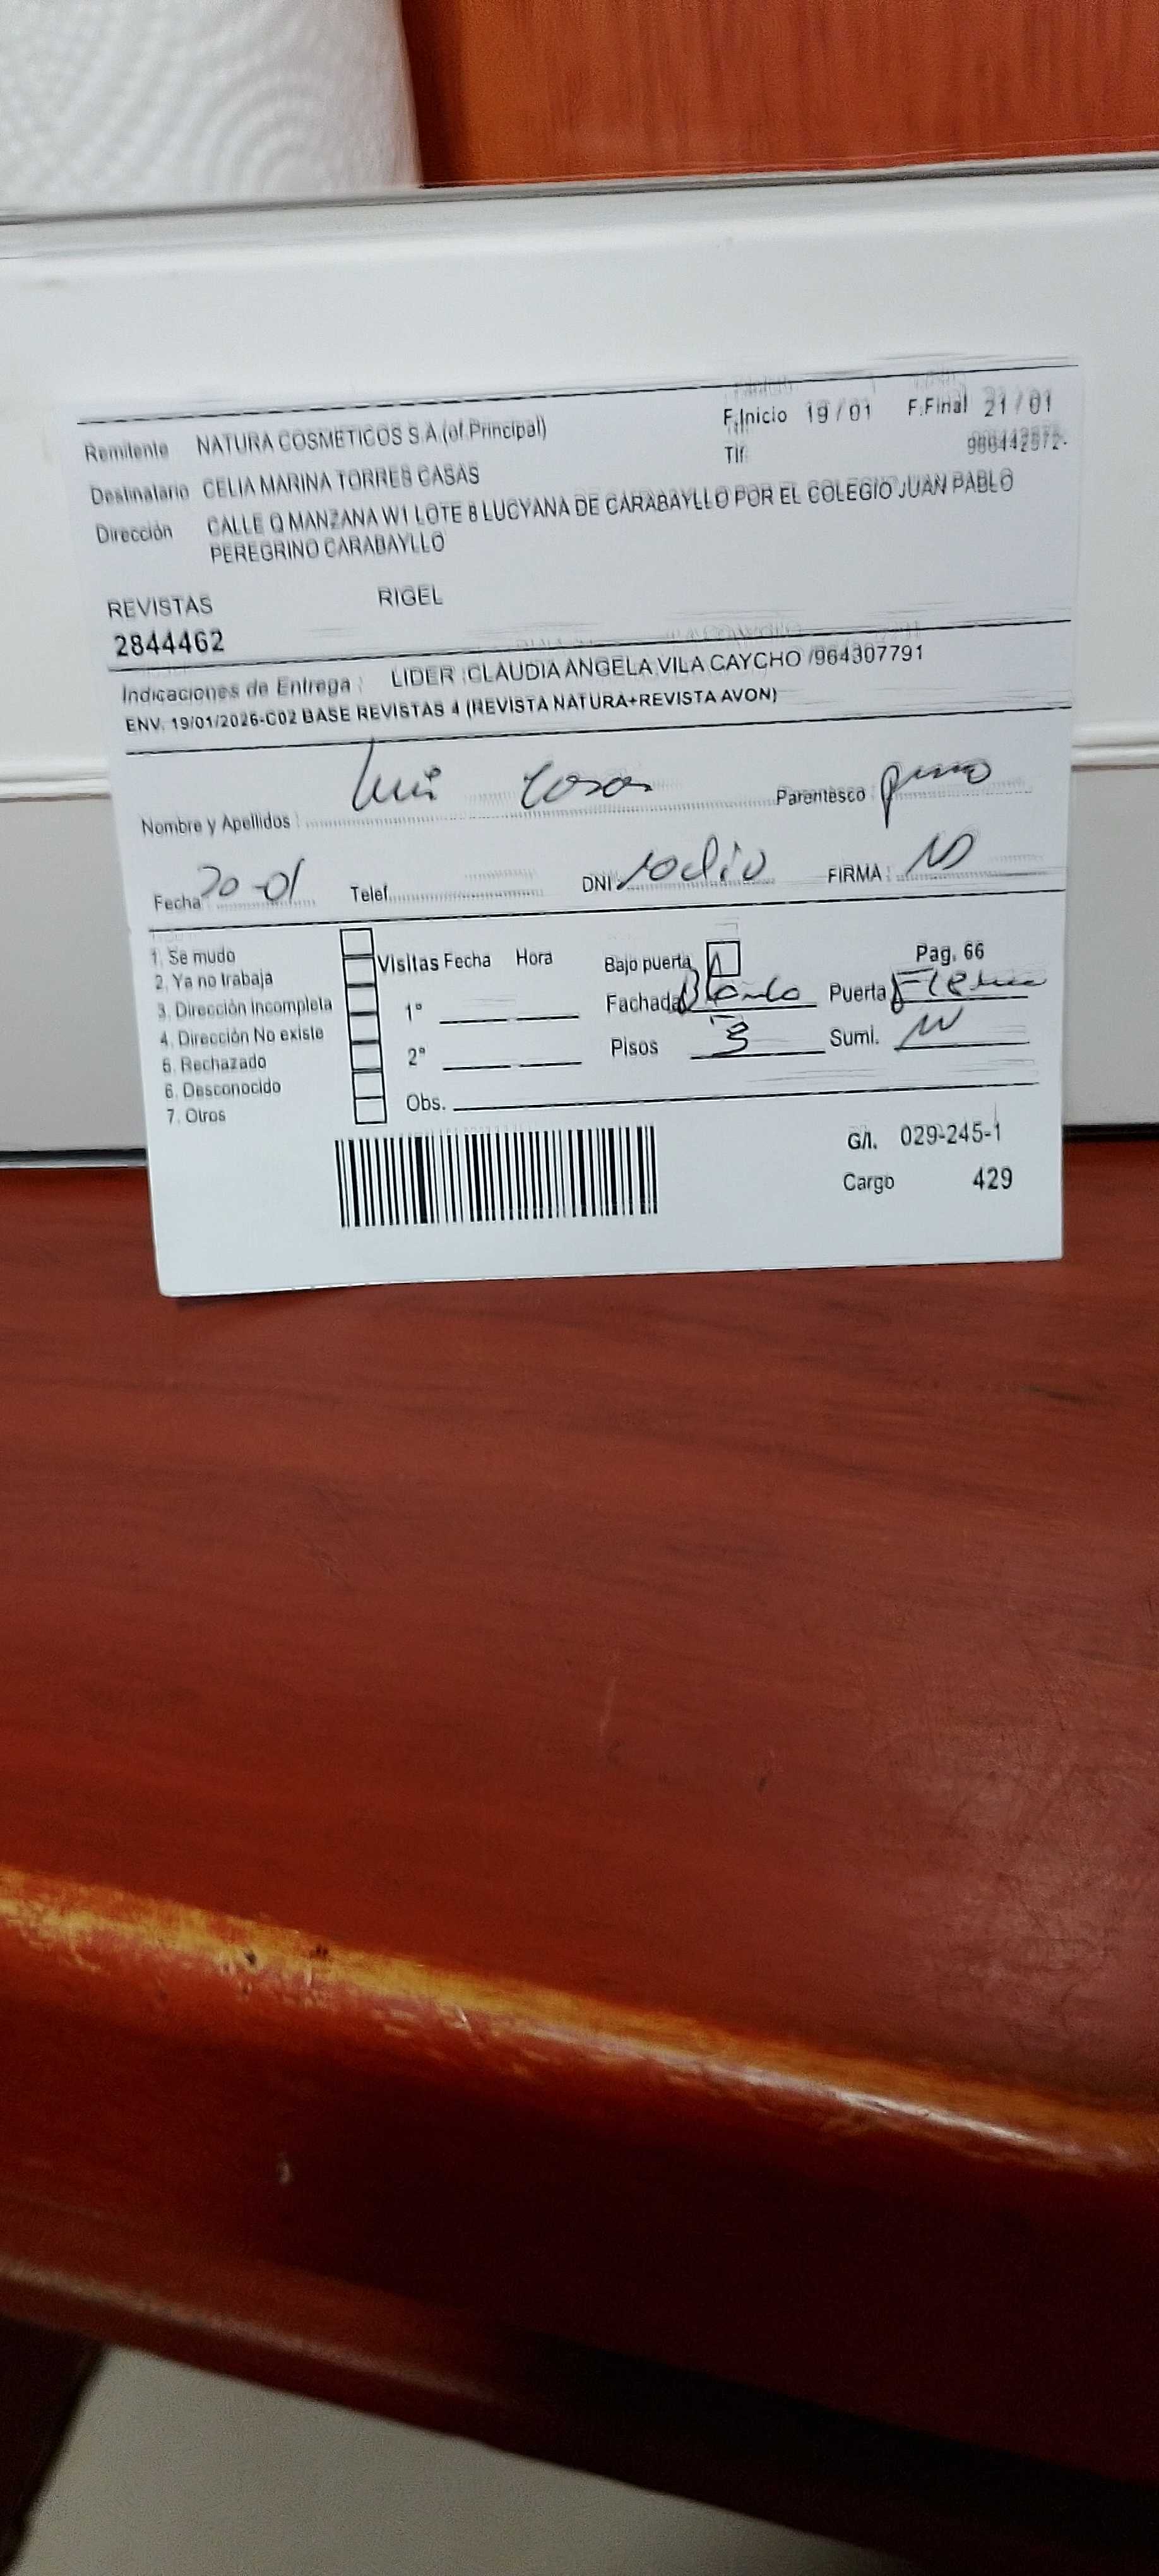 Remitente NATURA COSMETICOS S.A.(of.Principal) F.Inicio 19/01 F.Final 21/01
Tlf
Destinatario CELIA MARINA TORRES CASAS
Dirección CALLE Q MANZANA W1 LOTE 8 LUCYANA DE CARABAYLLO POR EL COLEGIO JUAN PABLO
PEREGRINO CARABAYLLO
REVISTAS RIGEL
2844462
Indicaciones de Entrega : LIDER :CLAUDIA ANGELA VILA CAYCHO /964307791
ENV. 19/01/2026-C02 BASE REVISTAS 4 (REVISTA NATURA+REVISTA AVON)
Nombre y Apellidos : Luis Parentesco
Fecha 20-01 Telef. DNI: FIRMA :
1. Se mudo
2. Ya no trabaja
3. Dirección incompleta
4. Dirección No existe
5. Rechazado
6. Desconocido
7. Otros
Visitas Fecha Hora
1°
2°
Obs.
Bajo puerta Pag. 66
Fachada Blanco Puerta
Pisos 3 Sumi.
G/l. 029-245-1
Cargo 429